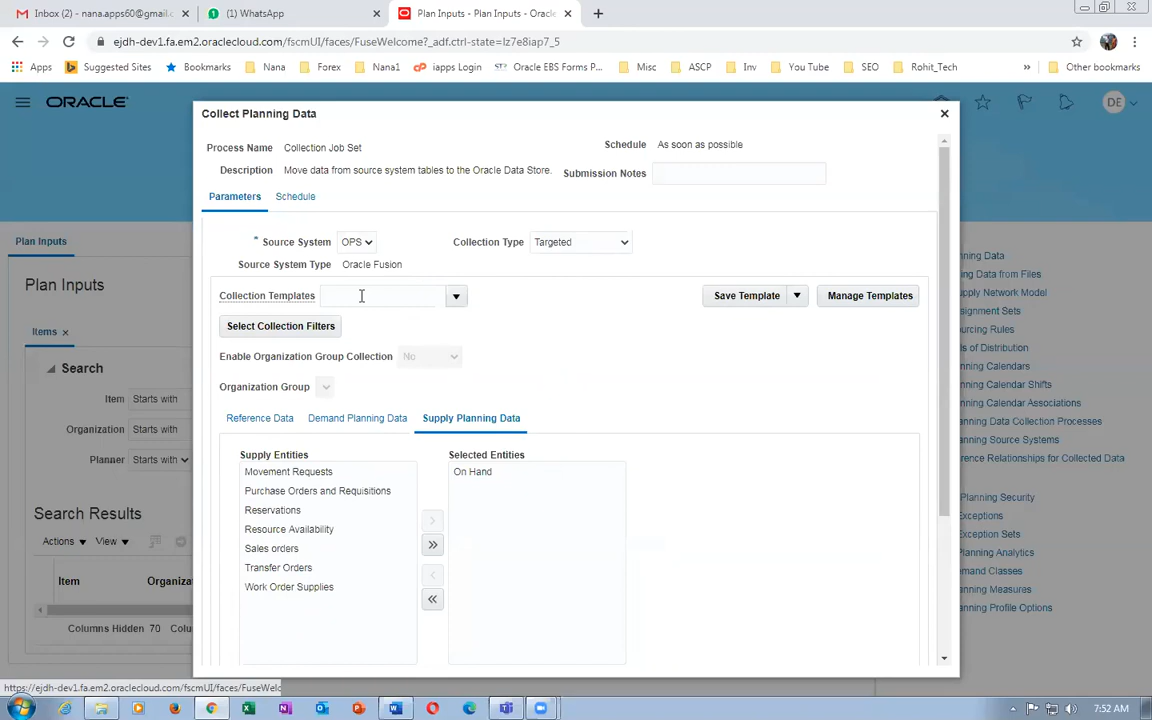 Inbox (2) - nana.apps60@gmail.c
(1) WhatsApp
Plan Inputs - Plan Inputs - Oracle
ejdh-dev1.fa.em2.oraclecloud.com/fscmUI/faces/FuseWelcome?_adf.ctrl-state=lz7e8iap7_5
Apps
Suggested Sites
Bookmarks
Nana
Forex
Nana1
iapps Login
Oracle EBS Forms P...
Misc
ASCP
Inv
You Tube
SEO
Rohit_Tech
»
Other bookmarks
ORACLE
DE
Collect Planning Data
Process Name Collection Job Set
Schedule As soon as possible
Description Move data from source system tables to the Oracle Data Store.
Submission Notes
Parameters
Schedule
* Source System OPS
Collection Type Targeted
Source System Type Oracle Fusion
Collection Templates
Save Template
Manage Templates
Select Collection Filters
Enable Organization Group Collection No
Organization Group
Reference Data
Demand Planning Data
Supply Planning Data
Supply Entities
Movement Requests
Purchase Orders and Requisitions
Reservations
Resource Availability
Sales orders
Transfer Orders
Work Order Supplies
Selected Entities
On Hand
Plan Inputs
Plan Inputs
Items
Search
Item Starts with
Organization Starts with
Planner Starts with
Search Results
Actions
View
Item
Organiza
Columns Hidden 70
Colu
nning Data
ing Data from Files
upply Network Model
signment Sets
urcing Rules
ls of Distribution
nning Calendars
nning Calendar Shifts
nning Calendar Associations
nning Data Collection Processes
nning Source Systems
rence Relationships for Collected Data
Planning Security
Exceptions
Exception Sets
Planning Analytics
emand Classes
anning Measures
anning Profile Options
https://ejdh-dev1.fa.em2.oraclecloud.com/fscmUI/faces/FuseWelc
7:52 AM